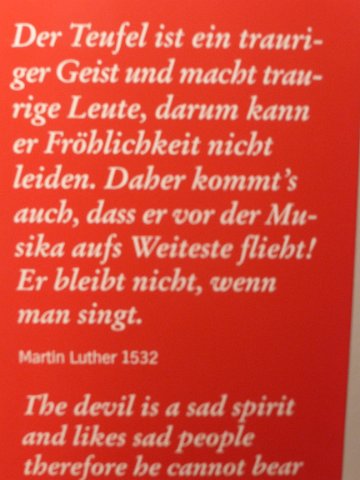 Der Teufel ist ein trauri-
ger Geist und macht trau-
rige Leute, darum kann
er Fröhlichkeit nicht
leiden. Daher kommt's
auch, dass er vor der Mu-
sika aufs Weiteste flieht!
Er bleibt nicht, wenn
man singt.
Martin Luther 1532
The devil is a sad spirit
and likes sad people
therefore he cannot bear